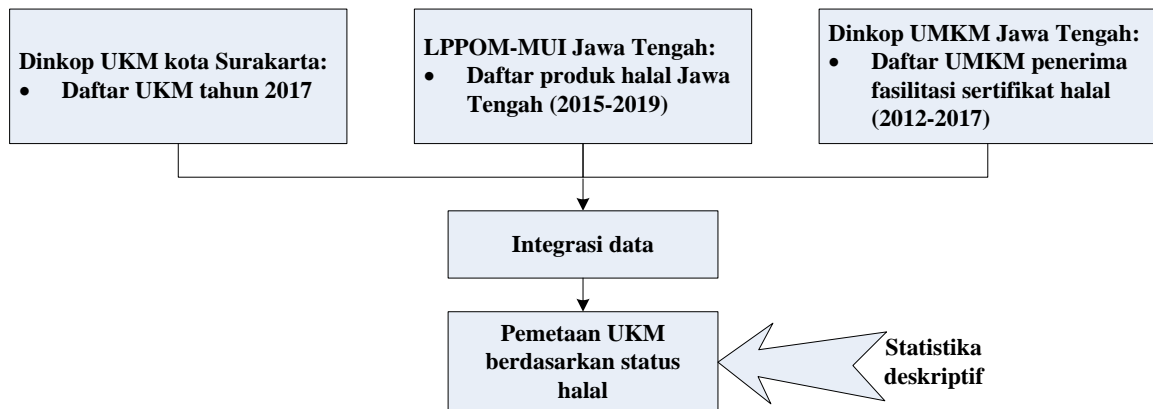 Dinkop UKM kota Surakarta:
• Daftar UKM tahun 2017
LPPOM-MUI Jawa Tengah:
• Daftar produk halal Jawa
Tengah (2015-2019)
Dinkop UMKM Jawa Tengah:
• Daftar UMKM penerima
fasilitasi sertifikat halal
(2012-2017)
Integrasi data
Pemetaan UKM
berdasarkan status
halal
Statistika
deskriptif